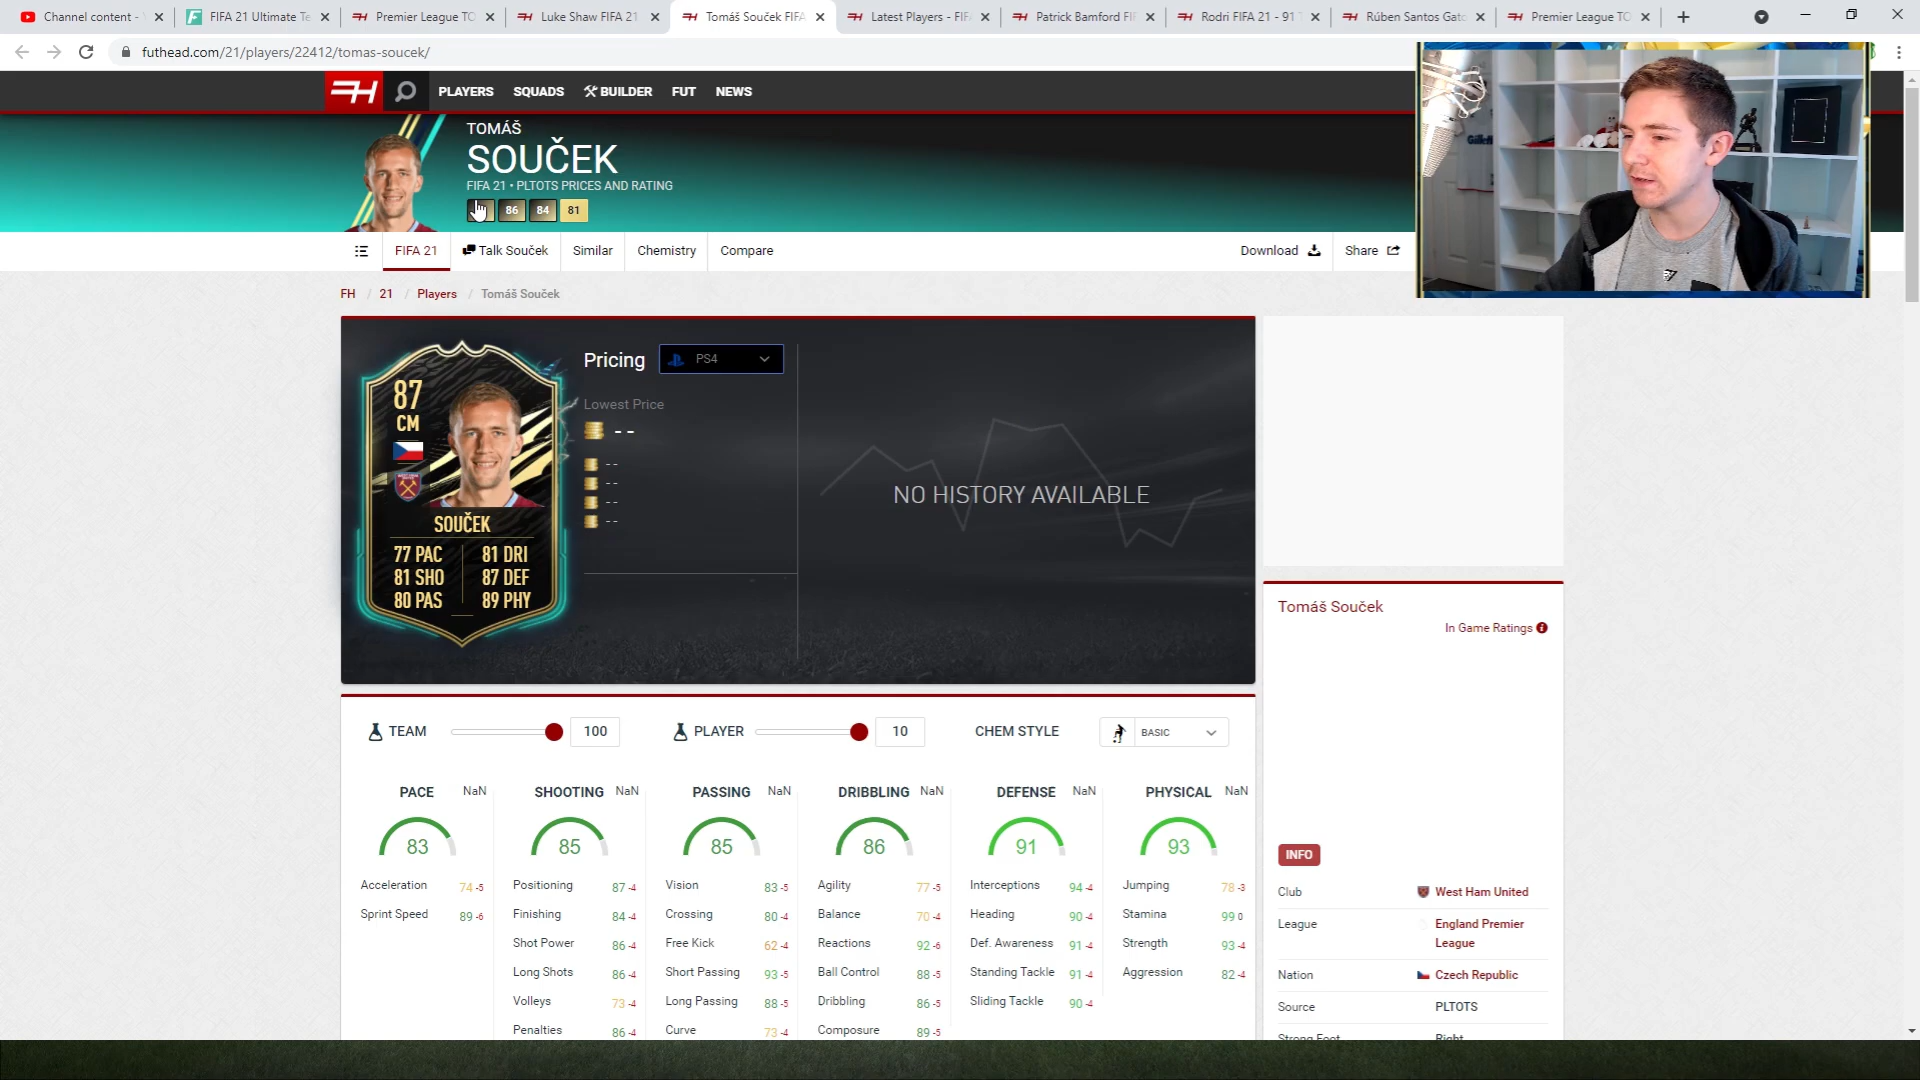 Channel content - Y
FIFA 21 Ultimate Te
Premier League TO
Luke Shaw FIFA 21
Tomáš Souček FIFA
Latest Players - FIF
Patrick Bamford FIF
Rodri FIFA 21 - 91 T
Rúben Santos Gato
Premier League TO
futhead.com/21/players/22412/tomas-soucek/
FH
PLAYERS
SQUADS
BUILDER
FUT
NEWS
TOMÁŠ
SOUČEK
FIFA 21 • PLTOTS PRICES AND RATING
86
84
81
FIFA 21
Talk Souček
Similar
Chemistry
Compare
Download
Share
FH / 21 / Players / Tomáš Souček
87
CM
SOUČEK
77 PAC 81 DRI
81 SHO 87 DEF
80 PAS 89 PHY
Pricing
PS4
Lowest Price
- -
- -
- -
- -
- -
NO HISTORY AVAILABLE
Tomáš Souček
In Game Ratings
TEAM 100
PLAYER 10
CHEM STYLE
BASIC
PACE NaN
83
Acceleration 74 -5
Sprint Speed 89 -6
SHOOTING NaN
85
Positioning 87 -4
Finishing 84 -4
Shot Power 86 -4
Long Shots 86 -4
Volleys 73 -4
Penalties 86 -4
PASSING NaN
85
Vision 83 -5
Crossing 80 -4
Free Kick 62 -4
Short Passing 93 -5
Long Passing 88 -5
Curve 73 -4
DRIBBLING NaN
86
Agility 77 -5
Balance 70 -4
Reactions 92 -6
Ball Control 88 -5
Dribbling 86 -5
Composure 89 -5
DEFENSE NaN
91
Interceptions 94 -4
Heading 90 -4
Def. Awareness 91 -4
Standing Tackle 91 -4
Sliding Tackle 90 -4
PHYSICAL NaN
93
Jumping 78 -3
Stamina 99 0
Strength 93 -4
Aggression 82 -4
INFO
Club West Ham United
League England Premier
League
Nation Czech Republic
Source PLTOTS
Strong Foot Right